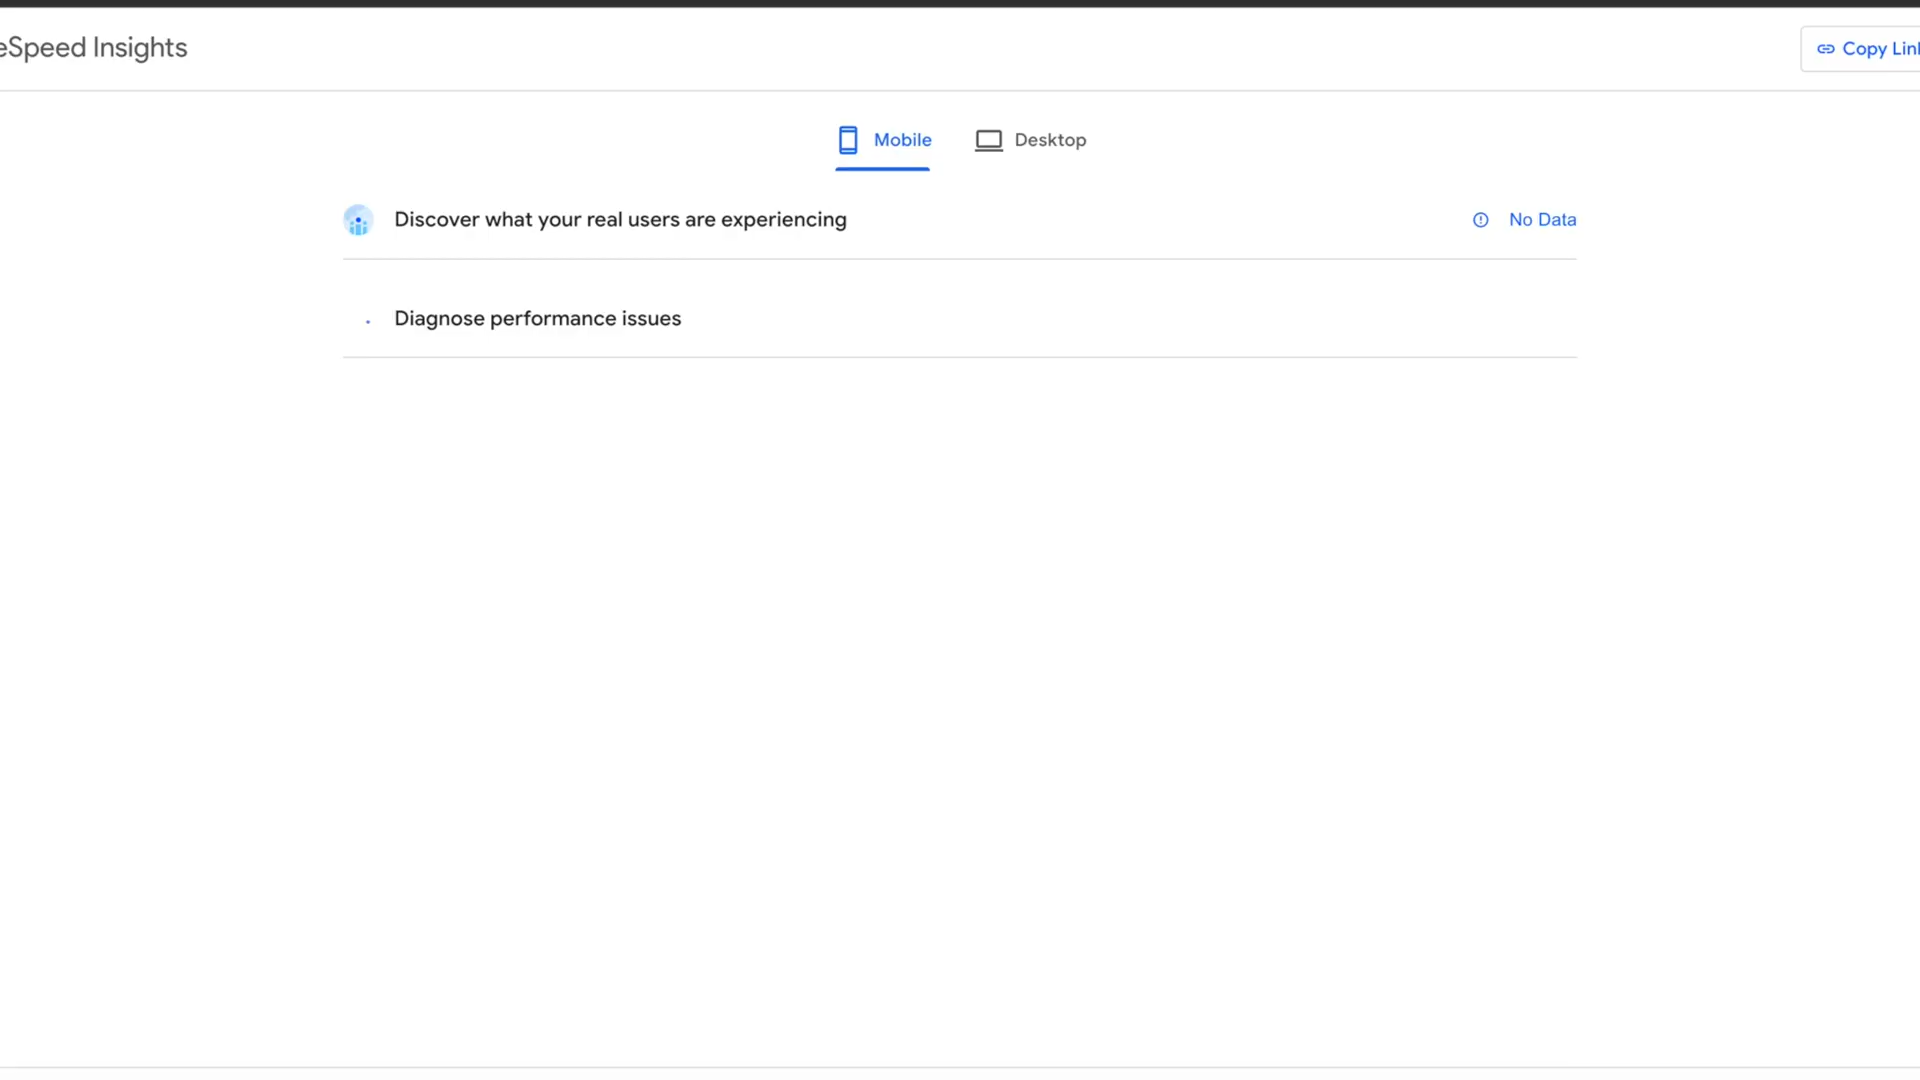 eSpeed Insights
Copy Lin
Mobile
Desktop
Discover what your real users are experiencing
No Data
Diagnose performance issues